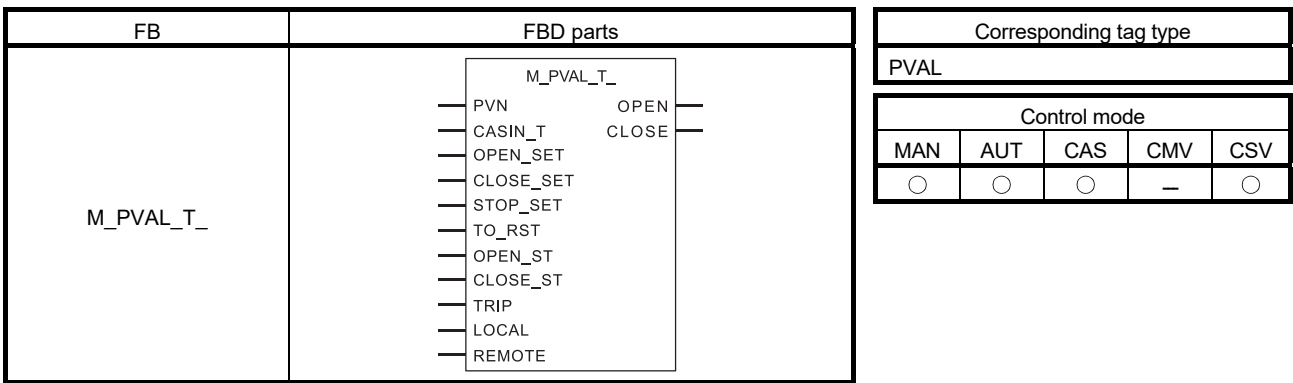 FB FBD parts
M_PVAL_T_
M_PVAL_T_
PVN OPEN
CASIN_T CLOSE
OPEN_SET
CLOSE_SET
STOP_SET
TO_RST
OPEN_ST
CLOSE_ST
TRIP
LOCAL
REMOTE
Corresponding tag type
PVAL
Control mode
MAN AUT CAS CMV CSV
○ ○ ○ – ○